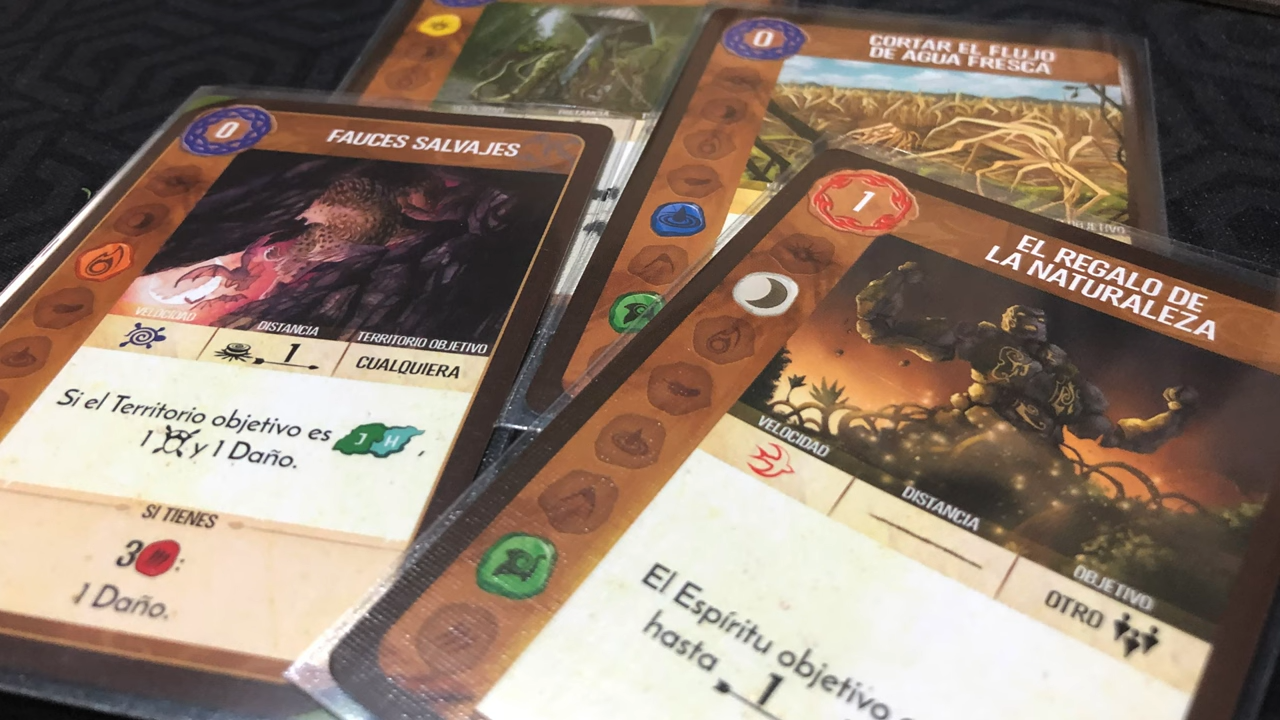 0
FAUCES SALVAJES
VELOCIDAD
DISTANCIA
TERRITORIO OBJETIVO
1
CUALQUIERA
Si el Territorio objetivo es J H ,
1 y 1 Daño.
SI TIENES
3 :
1 Daño.
DISTANCIA
0
CORTAR EL FLUJO
DE AGUA FRESCA
OBJETIVO
1
EL REGALO DE
LA NATURALEZA
VELOCIDAD
DISTANCIA
OBJETIVO
OTRO
El Espíritu objetivo
hasta 1